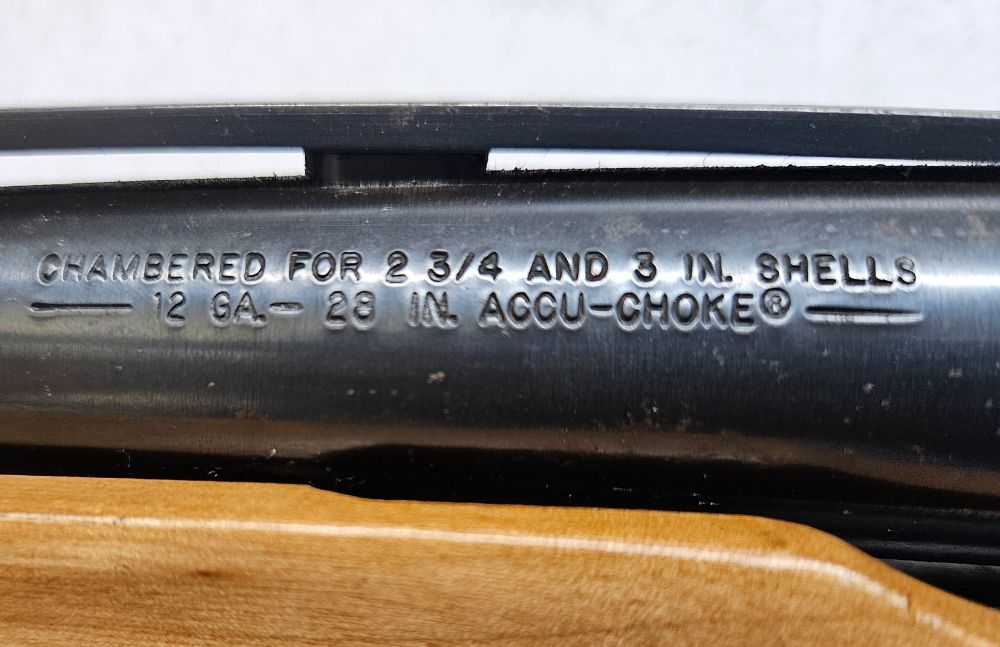 CHAMBERED FOR 2 3/4 AND 3 IN. SHELLS
— 12 GA. - 28 IN. ACCU-CHOKE® —